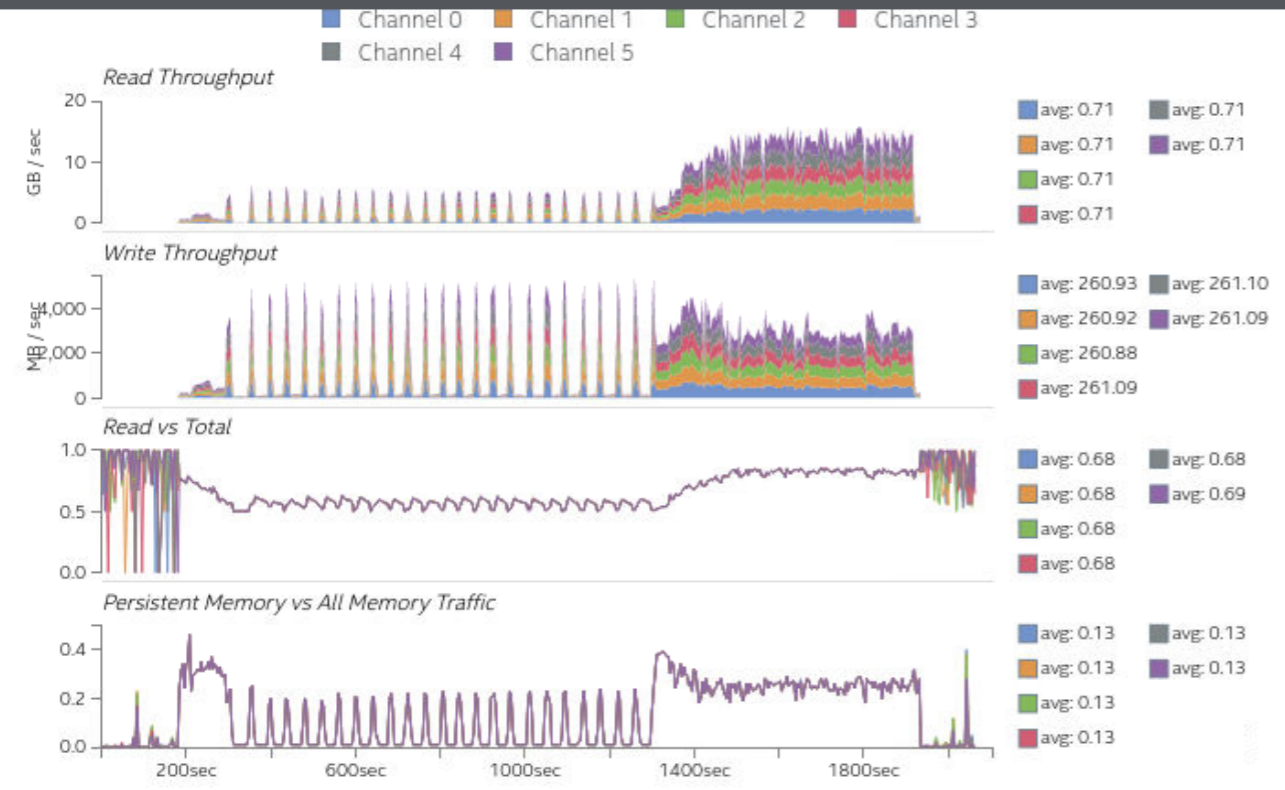 Channel 0 Channel 1 Channel 2 Channel 3
Channel 4 Channel 5
Read Throughput
GB / sec
20
10
0
avg: 0.71 avg: 0.71
avg: 0.71 avg: 0.71
avg: 0.71
avg: 0.71
Write Throughput
MB / sec
4,000
2,000
0
avg: 260.93 avg: 261.10
avg: 260.92 avg: 261.09
avg: 260.88
avg: 261.09
Read vs Total
1.0
0.5
0.0
avg: 0.68 avg: 0.68
avg: 0.68 avg: 0.69
avg: 0.68
avg: 0.68
Persistent Memory vs All Memory Traffic
0.4
0.2
0.0
avg: 0.13 avg: 0.13
avg: 0.13 avg: 0.13
avg: 0.13
avg: 0.13
200sec 600sec 1000sec 1400sec 1800sec